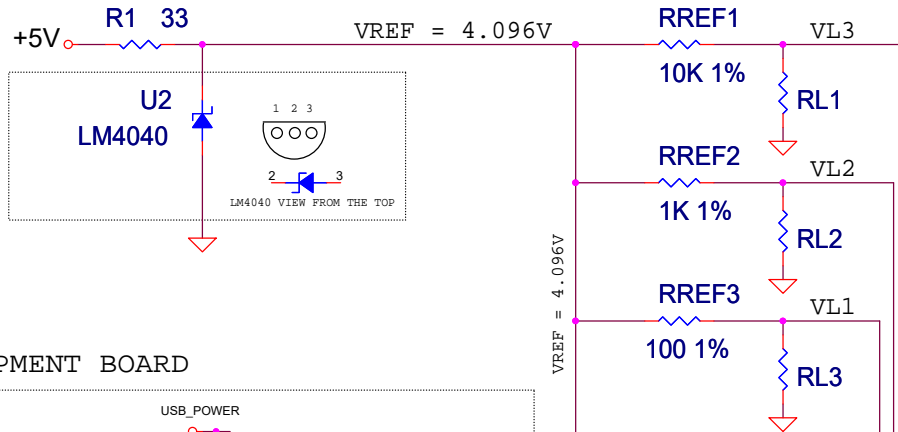 R1 33
RREF1
+5V
VREF = 4.096V
VL3
10K 1%
U2
1 2 3
RL1
LM4040
RREF2
VL2
2 3
LM4040 VIEW FROM THE TOP
1K 1%
RL2
VREF = 4.096V
RREF3
VL1
100 1%
PMENT BOARD
RL3
USB_POWER